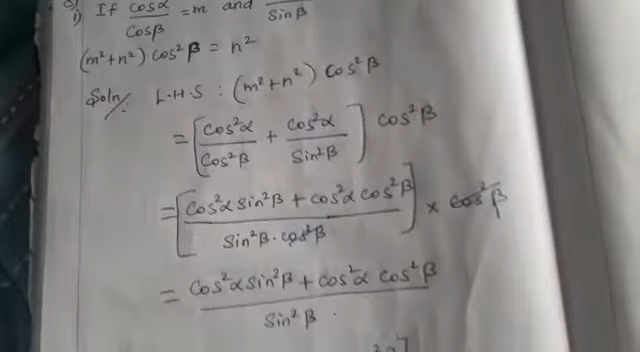 i) If cosα/cosβ = m and /sinβ
(m²+n²) cos²β = n²
Soln/. L.H.S : (m²+n²) cos²β
= [cos²α/cos²β + cos²α/sin²β] cos²β
= [cos²α sin²β + cos²α cos²β / sin²β · cos²β] × cos²β
= cos²α sin²β + cos²α cos²β / sin²β .